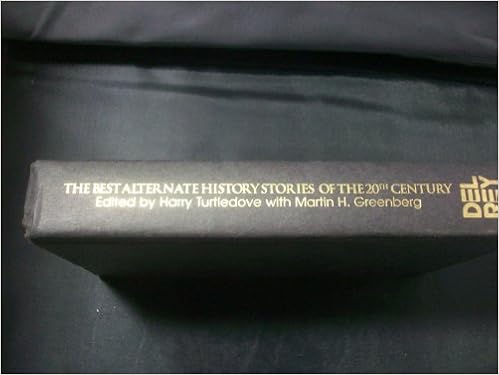 THE BEST ALTERNATE HISTORY STORIES OF THE 20TH CENTURY
Edited by Harry Turtledove with Martin H. Greenberg
DEL
REY